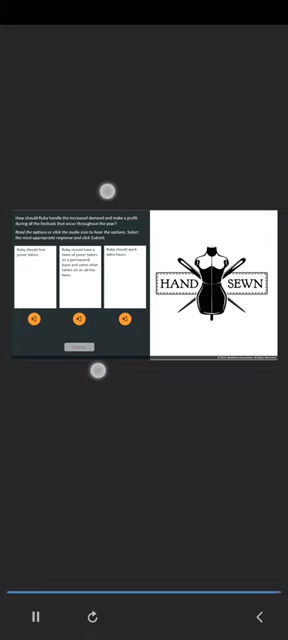 How should Ruby handle the increased demand and make a profit
during all the festivals that occur throughout the year?
Read the options or click the audio icon to hear the options. Select
the most appropriate response and click Submit.
Ruby should hire
junior tailors.
Ruby should have a
team of junior tailors
on a permanent
basis and some other
tailors on an ad-hoc
basis.
Ruby should work
extra hours.
Submit
HAND SEWN